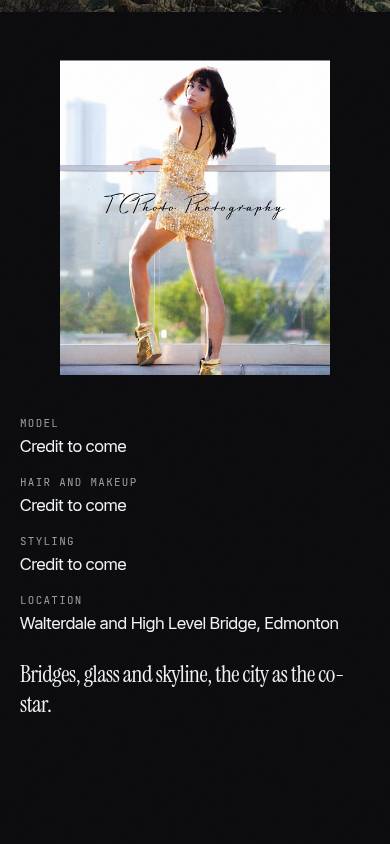 TCPhoto Photography
MODEL
Credit to come
HAIR AND MAKEUP
Credit to come
STYLING
Credit to come
LOCATION
Walterdale and High Level Bridge, Edmonton
Bridges, glass and skyline, the city as the co-
star.